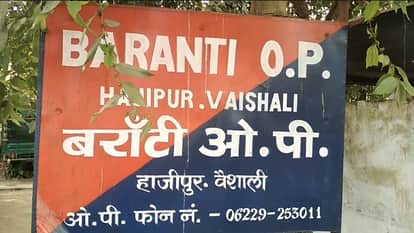 BARANTI O.P.
HAJIPUR.VAISHALI
बराँटी ओ.पी.
हाजीपुर. वैशाली
ओ.पी. फोन नं. - 06229-253011